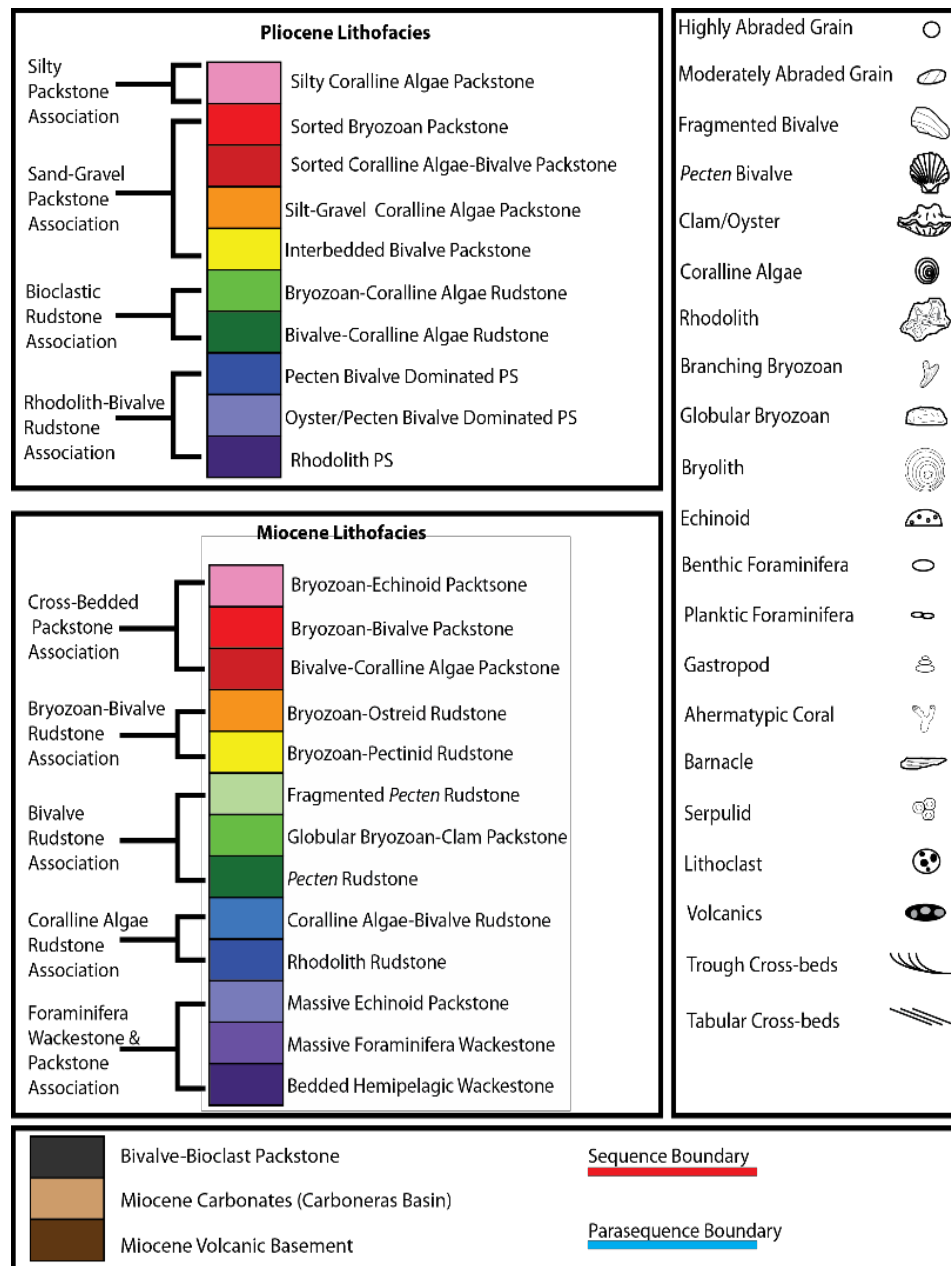 Pliocene Lithofacies
Silty
Packstone
Association
Silty Coralline Algae Packstone
Sand-Gravel
Packstone
Association
Sorted Bryozoan Packstone
Sorted Coralline Algae-Bivalve Packstone
Silt-Gravel Coralline Algae Packstone
Interbedded Bivalve Packstone
Bioclastic
Rudstone
Association
Bryozoan-Coralline Algae Rudstone
Bivalve-Coralline Algae Rudstone
Rhodolith-Bivalve
Rudstone
Association
Pecten Bivalve Dominated PS
Oyster/Pecten Bivalve Dominated PS
Rhodolith PS
Miocene Lithofacies
Cross-Bedded
Packstone
Association
Bryozoan-Echinoid Packtsone
Bryozoan-Bivalve Packstone
Bivalve-Coralline Algae Packstone
Bryozoan-Bivalve
Rudstone
Association
Bryozoan-Ostreid Rudstone
Bryozoan-Pectinid Rudstone
Bivalve
Rudstone
Association
Fragmented Pecten Rudstone
Globular Bryozoan-Clam Packstone
Pecten Rudstone
Coralline Algae
Rudstone
Association
Coralline Algae-Bivalve Rudstone
Rhodolith Rudstone
Foraminifera
Wackestone &
Packstone
Association
Massive Echinoid Packstone
Massive Foraminifera Wackestone
Bedded Hemipelagic Wackestone
Highly Abraded Grain
Moderately Abraded Grain
Fragmented Bivalve
Pecten Bivalve
Clam/Oyster
Coralline Algae
Rhodolith
Branching Bryozoan
Globular Bryozoan
Bryolith
Echinoid
Benthic Foraminifera
Planktic Foraminifera
Gastropod
Ahermatypic Coral
Barnacle
Serpulid
Lithoclast
Volcanics
Trough Cross-beds
Tabular Cross-beds
Bivalve-Bioclast Packstone
Miocene Carbonates (Carboneras Basin)
Miocene Volcanic Basement
Sequence Boundary
Parasequence Boundary